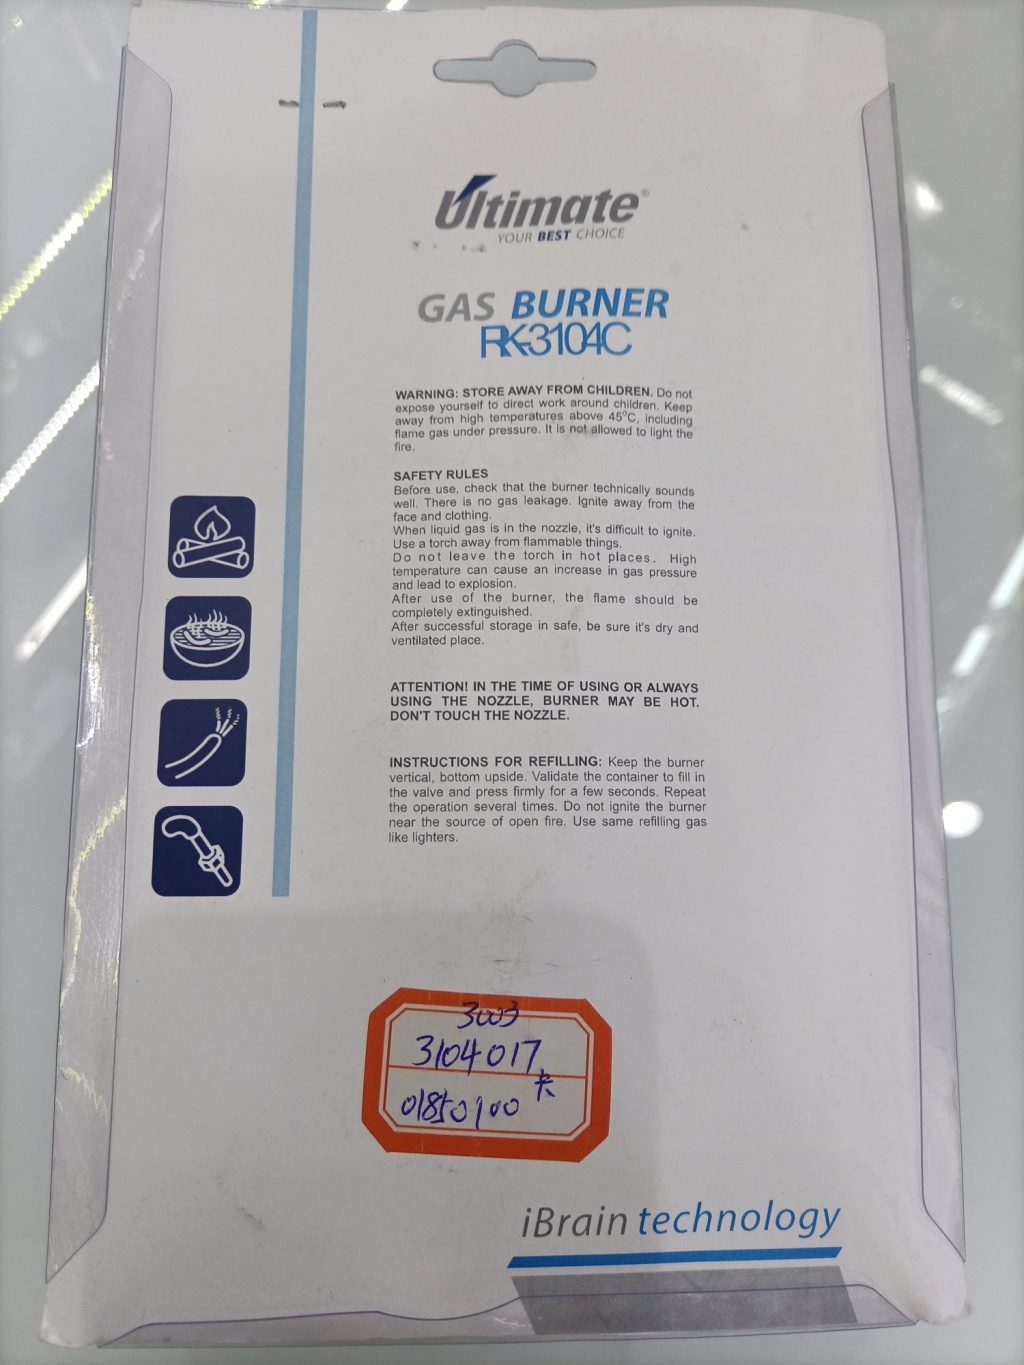 Ultimate®
YOUR BEST CHOICE
GAS BURNER
RK-3104C
WARNING: STORE AWAY FROM CHILDREN. Do not
expose yourself to direct work around children. Keep
away from high temperatures above 45°C, including
flame gas under pressure. It is not allowed to light the
fire.
SAFETY RULES
Before use, check that the burner technically sounds
well. There is no gas leakage. Ignite away from the
face and clothing.
When liquid gas is in the nozzle, it's difficult to ignite.
Use a torch away from flammable things.
Do not leave the torch in hot places. High
temperature can cause an increase in gas pressure
and lead to explosion.
After use of the burner, the flame should be
completely extinguished.
After successful storage in safe, be sure it's dry and
ventilated place.
ATTENTION! IN THE TIME OF USING OR ALWAYS
USING THE NOZZLE, BURNER MAY BE HOT.
DON'T TOUCH THE NOZZLE.
INSTRUCTIONS FOR REFILLING: Keep the burner
vertical, bottom upside. Validate the container to fill in
the valve and press firmly for a few seconds. Repeat
the operation several times. Do not ignite the burner
near the source of open fire. Use same refilling gas
like lighters.
3003
3104017
卡
01850100
iBrain technology